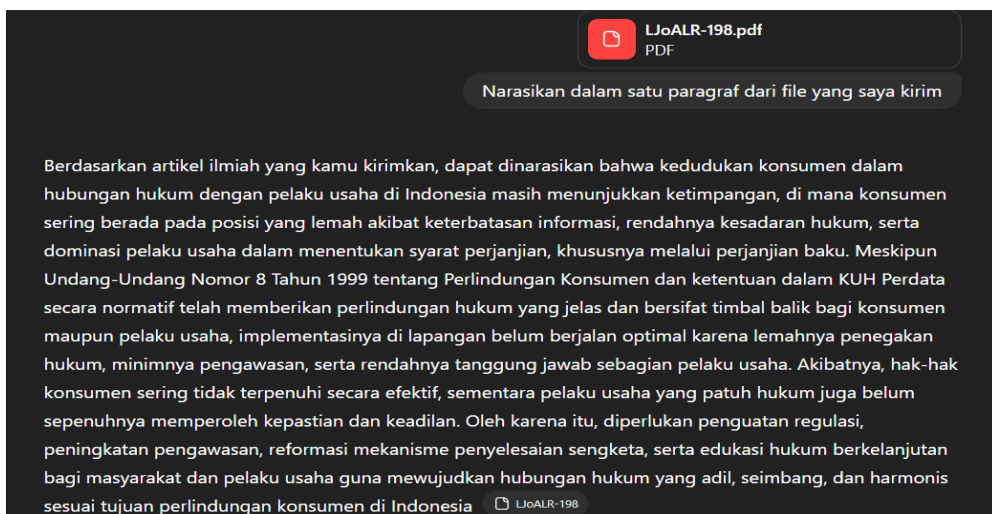 LJoALR-198.pdf
PDF
Narasikan dalam satu paragraf dari file yang saya kirim
Berdasarkan artikel ilmiah yang kamu kirimkan, dapat dinarasikan bahwa kedudukan konsumen dalam
hubungan hukum dengan pelaku usaha di Indonesia masih menunjukkan ketimpangan, di mana konsumen
sering berada pada posisi yang lemah akibat keterbatasan informasi, rendahnya kesadaran hukum, serta
dominasi pelaku usaha dalam menentukan syarat perjanjian, khususnya melalui perjanjian baku. Meskipun
Undang-Undang Nomor 8 Tahun 1999 tentang Perlindungan Konsumen dan ketentuan dalam KUH Perdata
secara normatif telah memberikan perlindungan hukum yang jelas dan bersifat timbal balik bagi konsumen
maupun pelaku usaha, implementasinya di lapangan belum berjalan optimal karena lemahnya penegakan
hukum, minimnya pengawasan, serta rendahnya tanggung jawab sebagian pelaku usaha. Akibatnya, hak-hak
konsumen sering tidak terpenuhi secara efektif, sementara pelaku usaha yang patuh hukum juga belum
sepenuhnya memperoleh kepastian dan keadilan. Oleh karena itu, diperlukan penguatan regulasi,
peningkatan pengawasan, reformasi mekanisme penyelesaian sengketa, serta edukasi hukum berkelanjutan
bagi masyarakat dan pelaku usaha guna mewujudkan hubungan hukum yang adil, seimbang, dan harmonis
sesuai tujuan perlindungan konsumen di Indonesia LJoALR-198